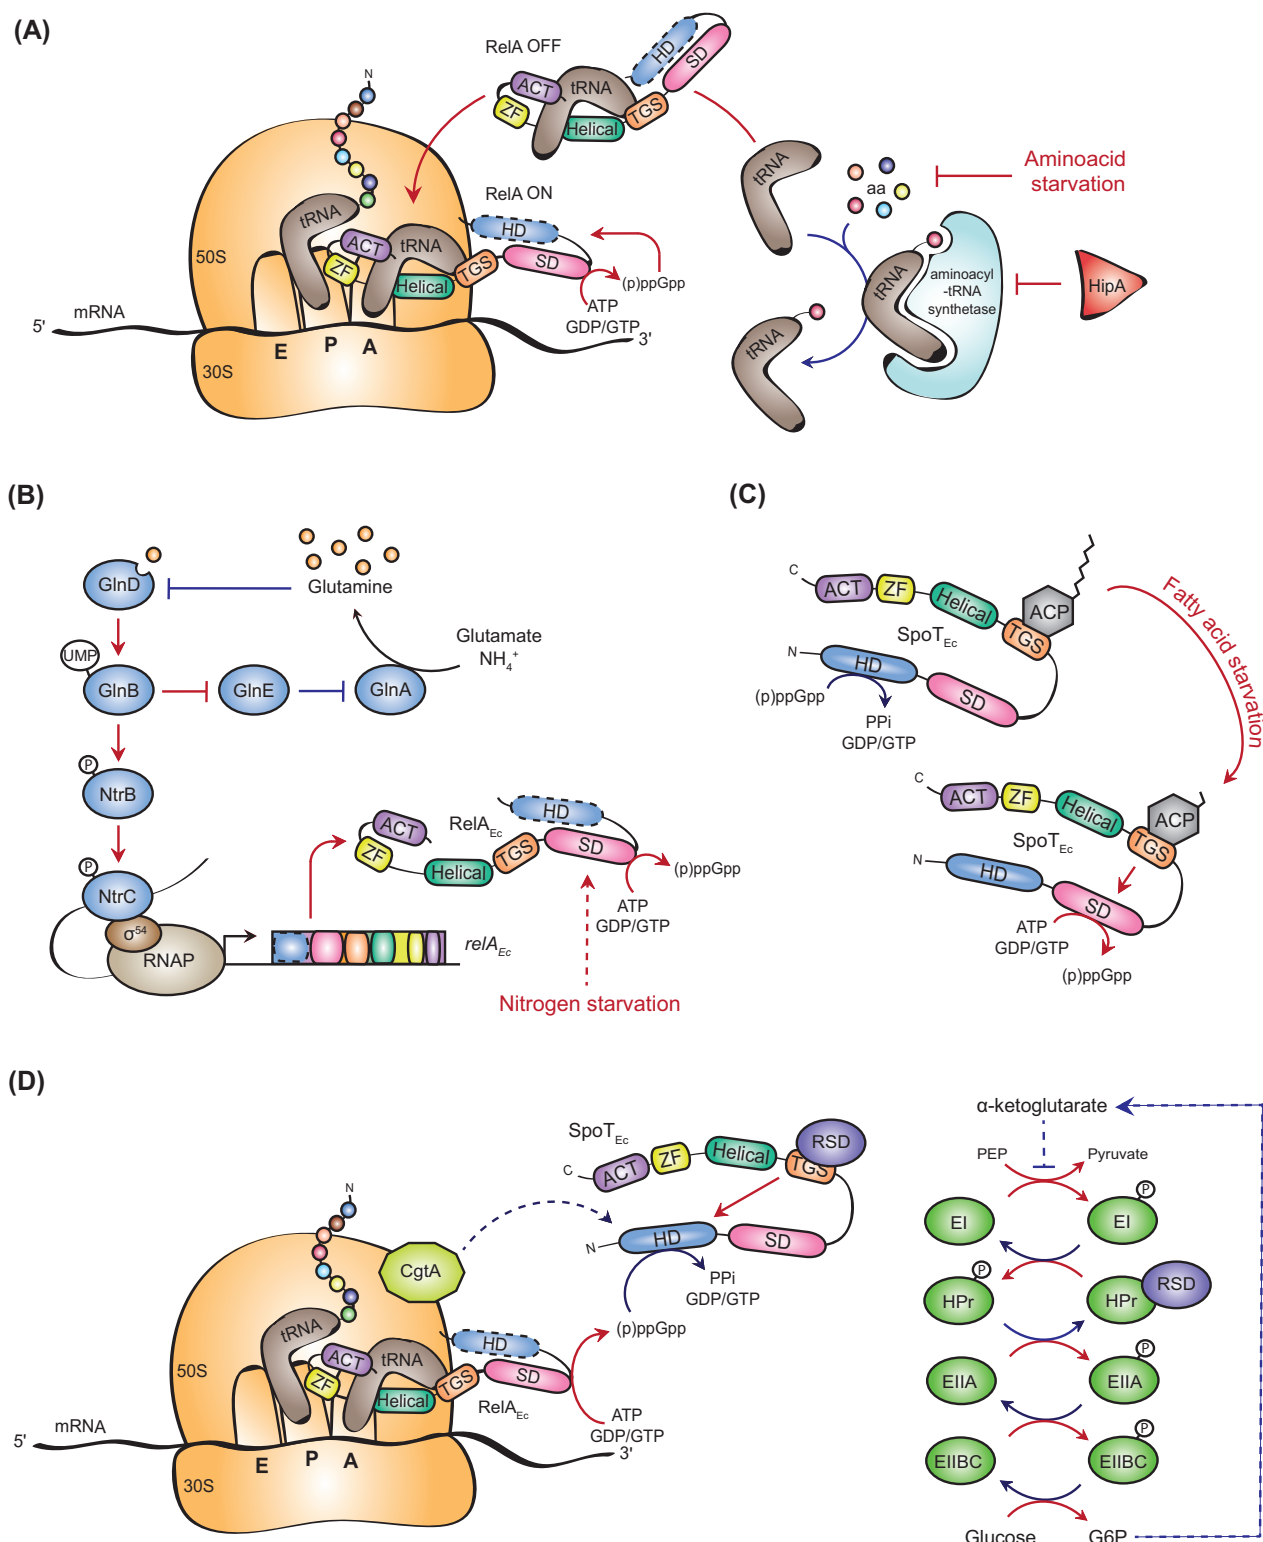 (A)
RelA OFF
HD
SD
ACT
tRNA
ZF
Helical
TGS
N
tRNA
aa
Aminoacid
starvation
RelA ON
tRNA
HD
ACT
tRNA
50S
ZF
TGS
SD
Helical
(p)ppGpp
ATP
GDP/GTP
tRNA
aminoacyl
-tRNA
synthetase
HipA
5'
mRNA
3'
E
P
A
tRNA
30S
(B)
GlnD
Glutamine
Glutamate
NH4+
UMP
GlnB
GlnE
GlnA
P
NtrB
HD
ACT
RelAEc
ZF
TGS
SD
Helical
(p)ppGpp
P
NtrC
ATP
GDP/GTP
σ54
RNAP
relAEc
Nitrogen starvation
(C)
C
ACT
ZF
Helical
ACP
TGS
SpoTEc
N
HD
SD
(p)ppGpp
PPi
GDP/GTP
Fatty acid starvation
C
ACT
ZF
Helical
ACP
TGS
SpoTEc
N
HD
SD
ATP
GDP/GTP
(p)ppGpp
(D)
SpoTEc
RSD
C
ACT
ZF
Helical
TGS
N
HD
SD
PPi
GDP/GTP
(p)ppGpp
N
CgtA
tRNA
HD
ACT
tRNA
50S
ZF
TGS
SD
Helical
RelAEc
ATP
GDP/GTP
5'
mRNA
3'
E
P
A
30S
α-ketoglutarate
PEP
Pyruvate
P
EI
EI
P
HPr
HPr
RSD
P
EIIA
EIIA
P
EIIBC
EIIBC
Glucose
G6P